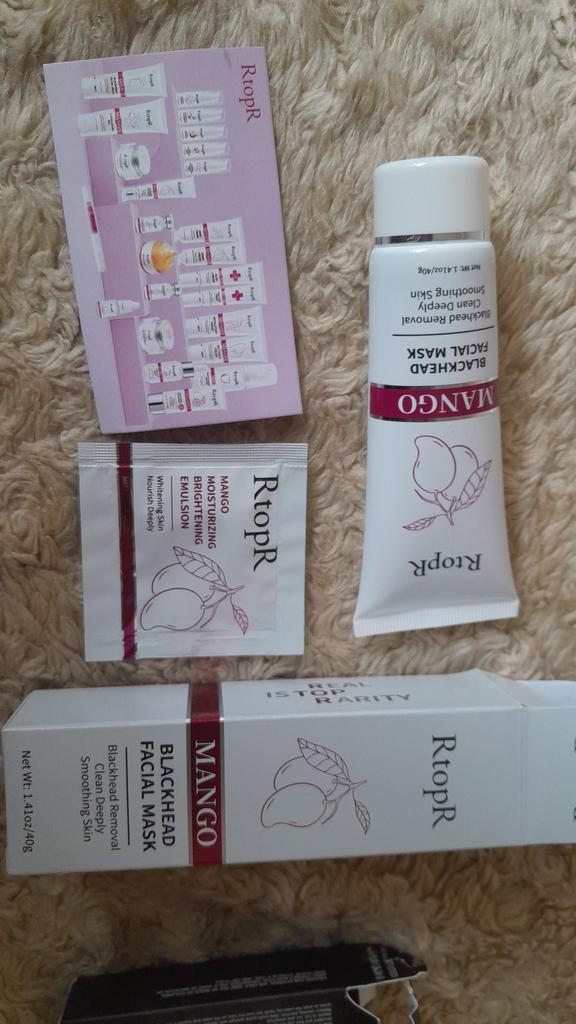 RtopR
RtopR
MANGO
MOISTURIZING
BRIGHTENING
EMULSION
Whitening Skin
Nourish Deeply
RtopR
MANGO
BLACKHEAD
FACIAL MASK
Blackhead Removal
Clean Deeply
Smoothing Skin
Net Wt: 1.41oz/40g
REAL
IS TOP
RARITY
RtopR
MANGO
BLACKHEAD
FACIAL MASK
Blackhead Removal
Clean Deeply
Smoothing Skin
Net Wt: 1.41oz/40g